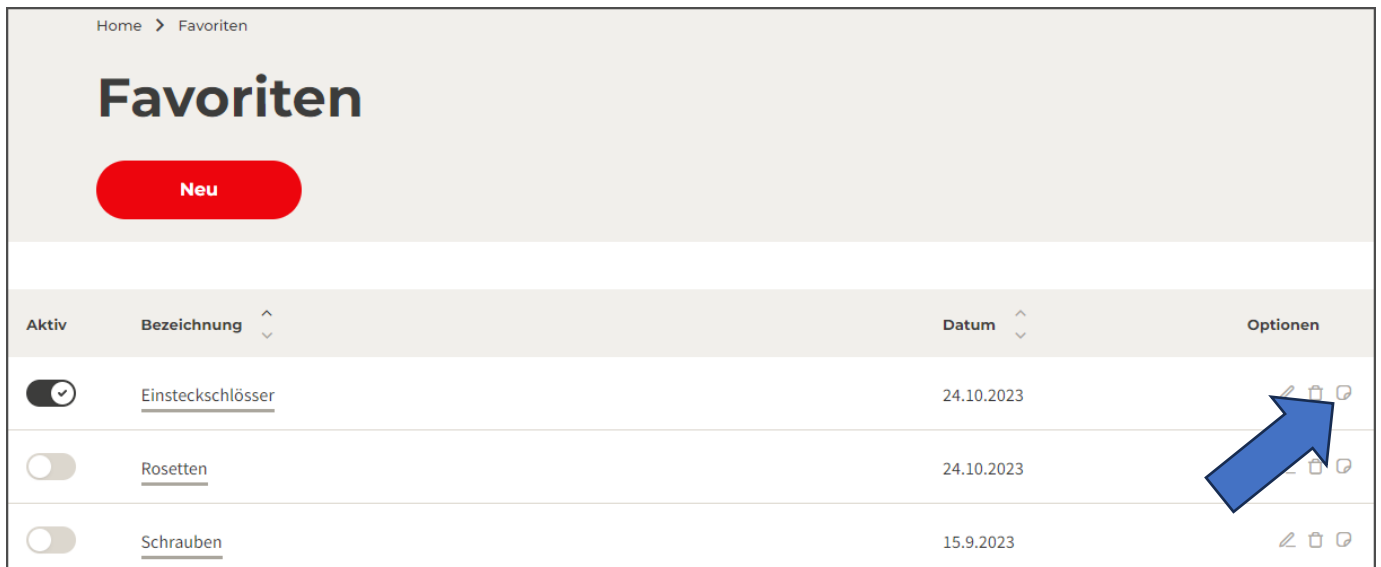 Home > Favoriten
Favoriten
Neu
Aktiv Bezeichnung Datum Optionen
Einsteckschlösser 24.10.2023
Rosetten 24.10.2023
Schrauben 15.9.2023